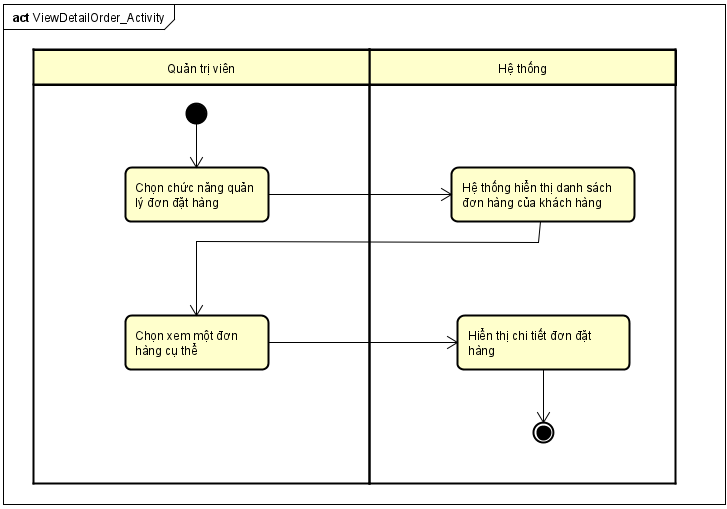 act ViewDetailOrder_Activity
Quản trị viên
Hệ thống
Chọn chức năng quản
lý đơn đặt hàng
Hệ thống hiển thị danh sách
đơn hàng của khách hàng
Chọn xem một đơn
hàng cụ thể
Hiển thị chi tiết đơn đặt
hàng